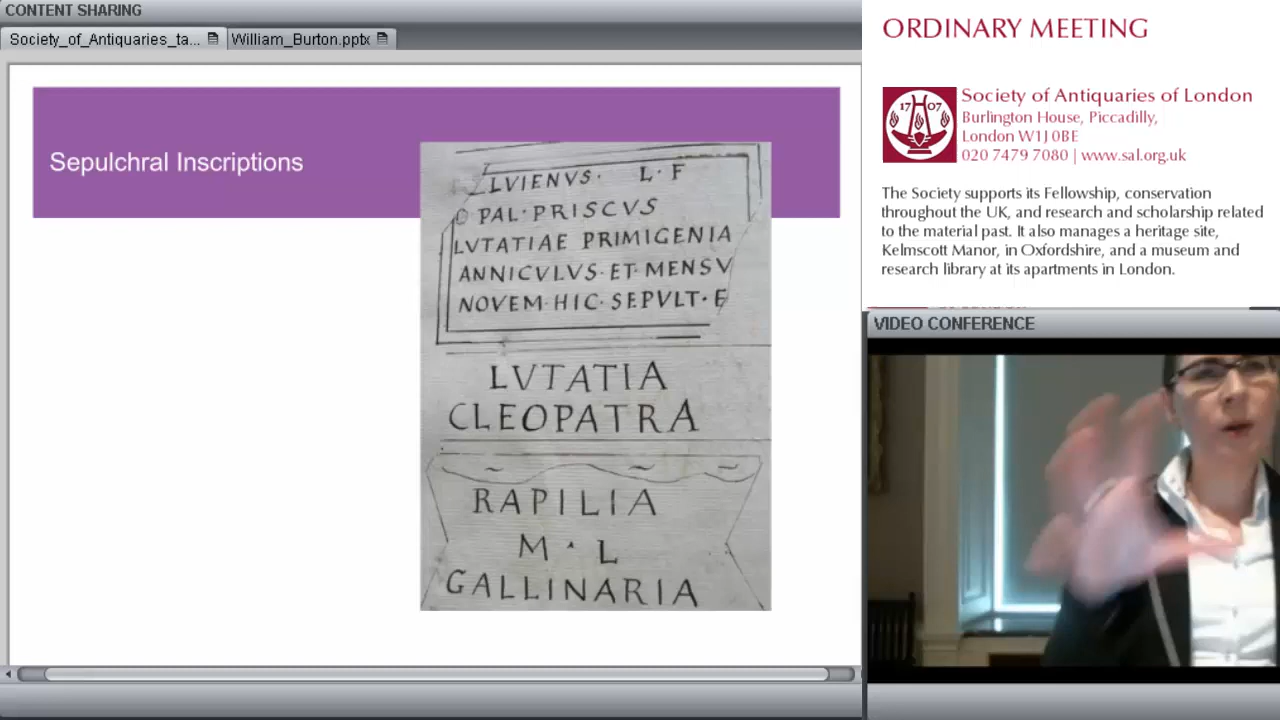 CONTENT SHARING
Society_of_Antiquaries_ta...
William_Burton.pptx
Sepulchral Inscriptions
LVIENVS · L · F
PAL · PRISCVS
LVTATIAE PRIMIGENIA
ANNICVLVS · ET · MENSV
NOVEM · HIC · SEPVLT · E
LVTATIA
CLEOPATRA
RAPILIA
M · L
GALLINARIA
ORDINARY MEETING
1707
Society of Antiquaries of London
Burlington House, Piccadilly,
London W1J 0BE
020 7479 7080 | www.sal.org.uk
The Society supports its Fellowship, conservation
throughout the UK, and research and scholarship related
to the material past. It also manages a heritage site,
Kelmscott Manor, in Oxfordshire, and a museum and
research library at its apartments in London.
VIDEO CONFERENCE